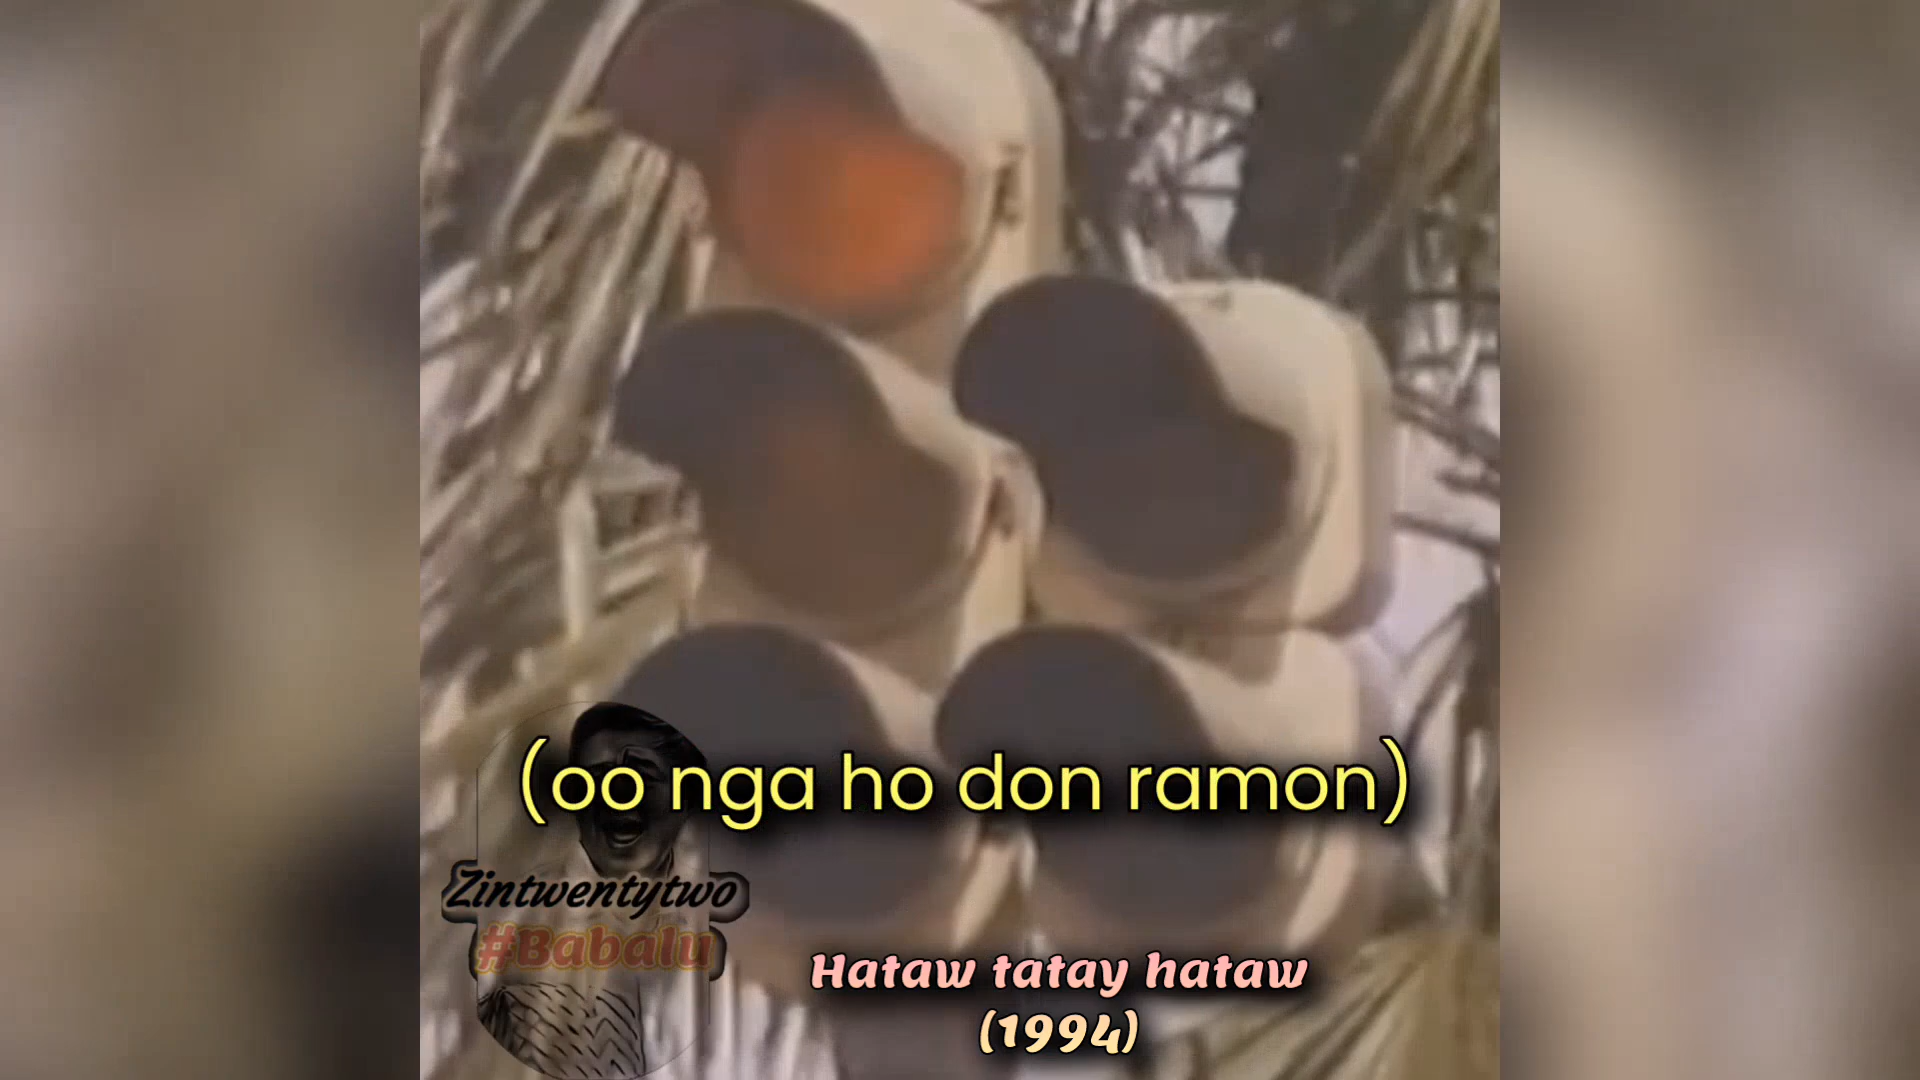 (oo nga ho don ramon)
Zintwentytwo
#Babalu
Hataw tatay hataw
(1994)